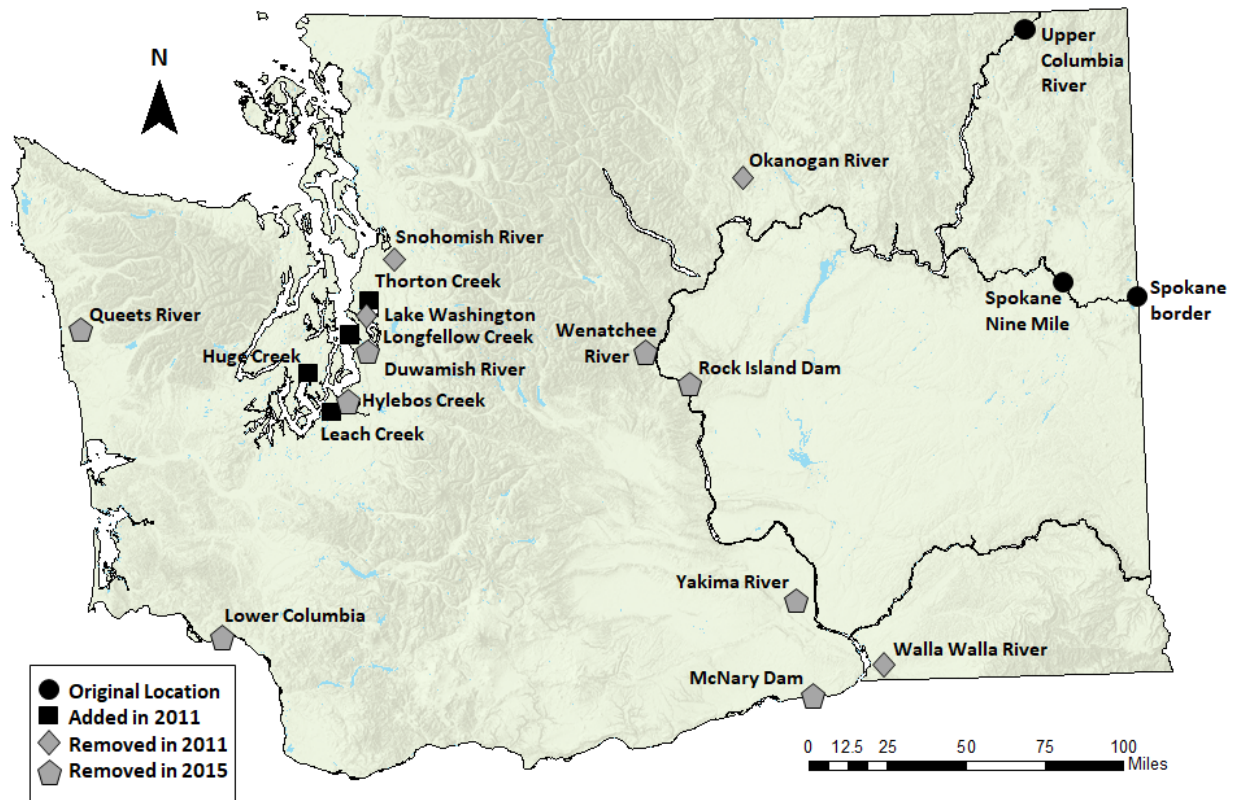 N
Upper
Columbia
River
Okanogan River
Snohomish River
Thorton Creek
Spokane
Nine Mile
Spokane
border
Queets River
Lake Washington
Longfellow Creek
Wenatchee
River
Huge Creek
Duwamish River
Rock Island Dam
Hylebos Creek
Leach Creek
Yakima River
Lower Columbia
Walla Walla River
McNary Dam
Original Location
Added in 2011
Removed in 2011
Removed in 2015
0 12.5 25 50 75 100
Miles